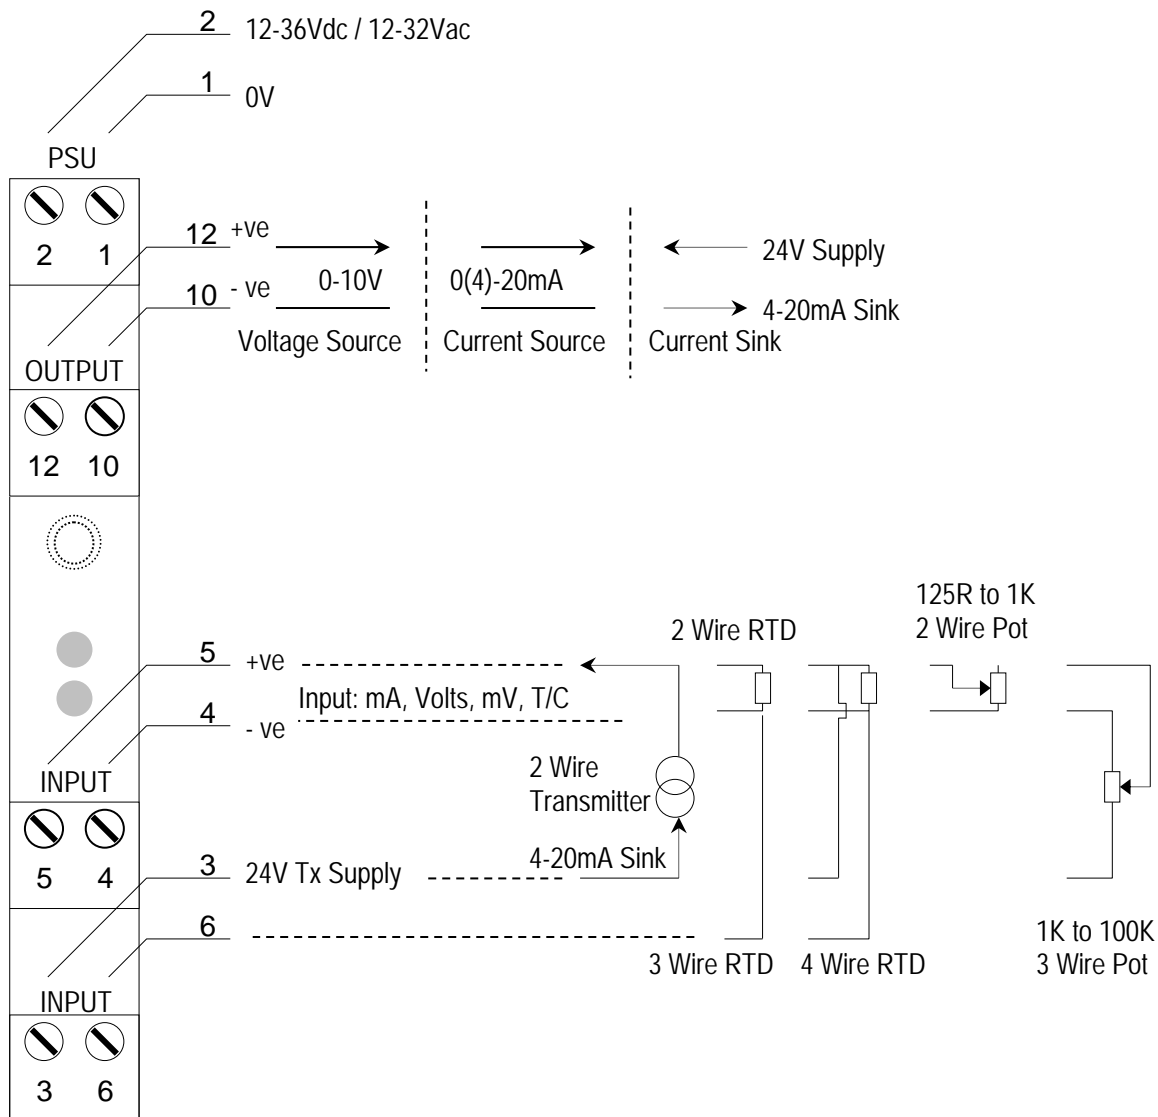 2 12-36Vdc / 12-32Vac
1 0V
PSU
2 1
12 +ve
10 - ve
0-10V 0(4)-20mA
24V Supply
4-20mA Sink
Voltage Source Current Source Current Sink
OUTPUT
12 10
125R to 1K
2 Wire Pot
2 Wire RTD
5 +ve
Input: mA, Volts, mV, T/C
4 - ve
INPUT
2 Wire
Transmitter
5 4
3 24V Tx Supply 4-20mA Sink
6
3 Wire RTD 4 Wire RTD
1K to 100K
3 Wire Pot
INPUT
3 6